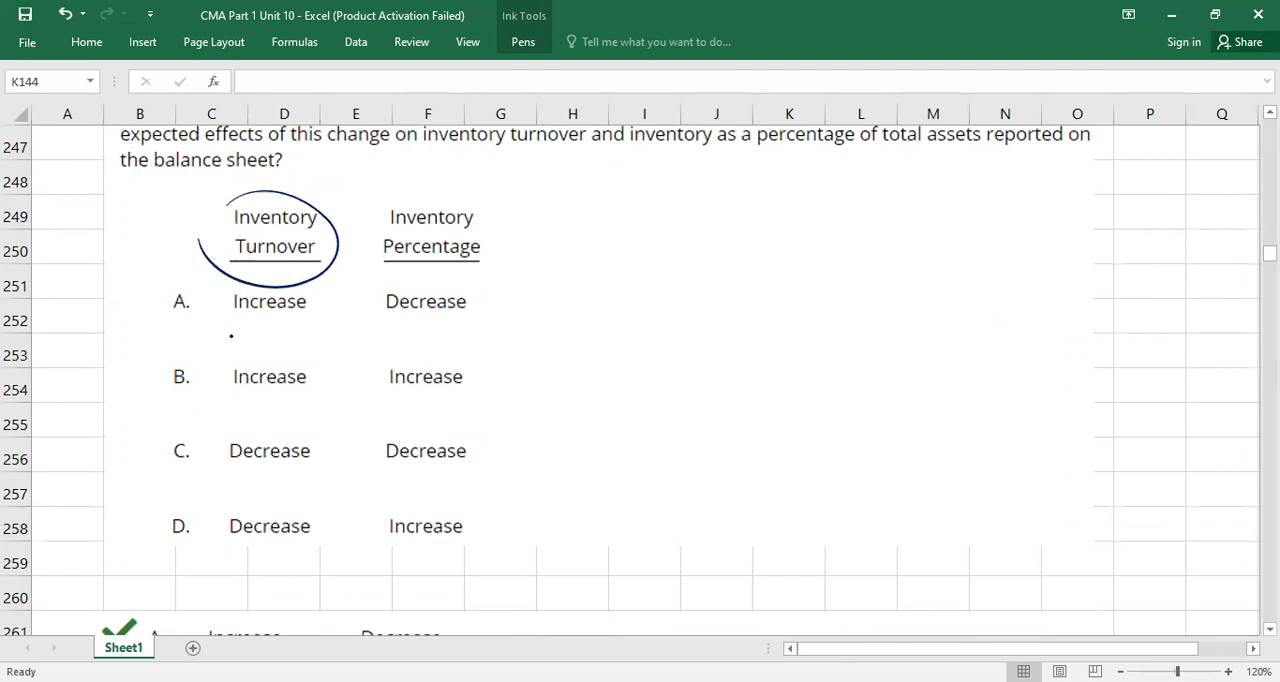 CMA Part 1 Unit 10 - Excel (Product Activation Failed)
Ink Tools
File Home Insert Page Layout Formulas Data Review View Pens Tell me what you want to do... Sign in Share
K144 fx
A B C D E F G H I J K L M N O P Q
expected effects of this change on inventory turnover and inventory as a percentage of total assets reported on
247
the balance sheet?
248
249 Inventory Inventory
250 Turnover Percentage
251
A. Increase Decrease
252
253
B. Increase Increase
254
255
C. Decrease Decrease
256
257
D. Decrease Increase
258
259
260
261 A. Increase Decrease
Sheet1
Ready 120%